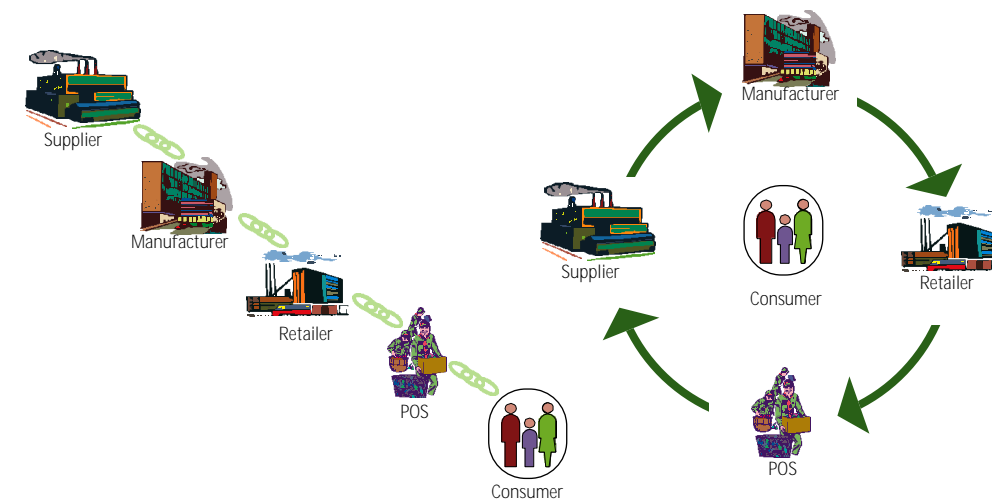 Supplier
Manufacturer
Retailer
POS
Consumer
Manufacturer
Supplier
Consumer
Retailer
POS